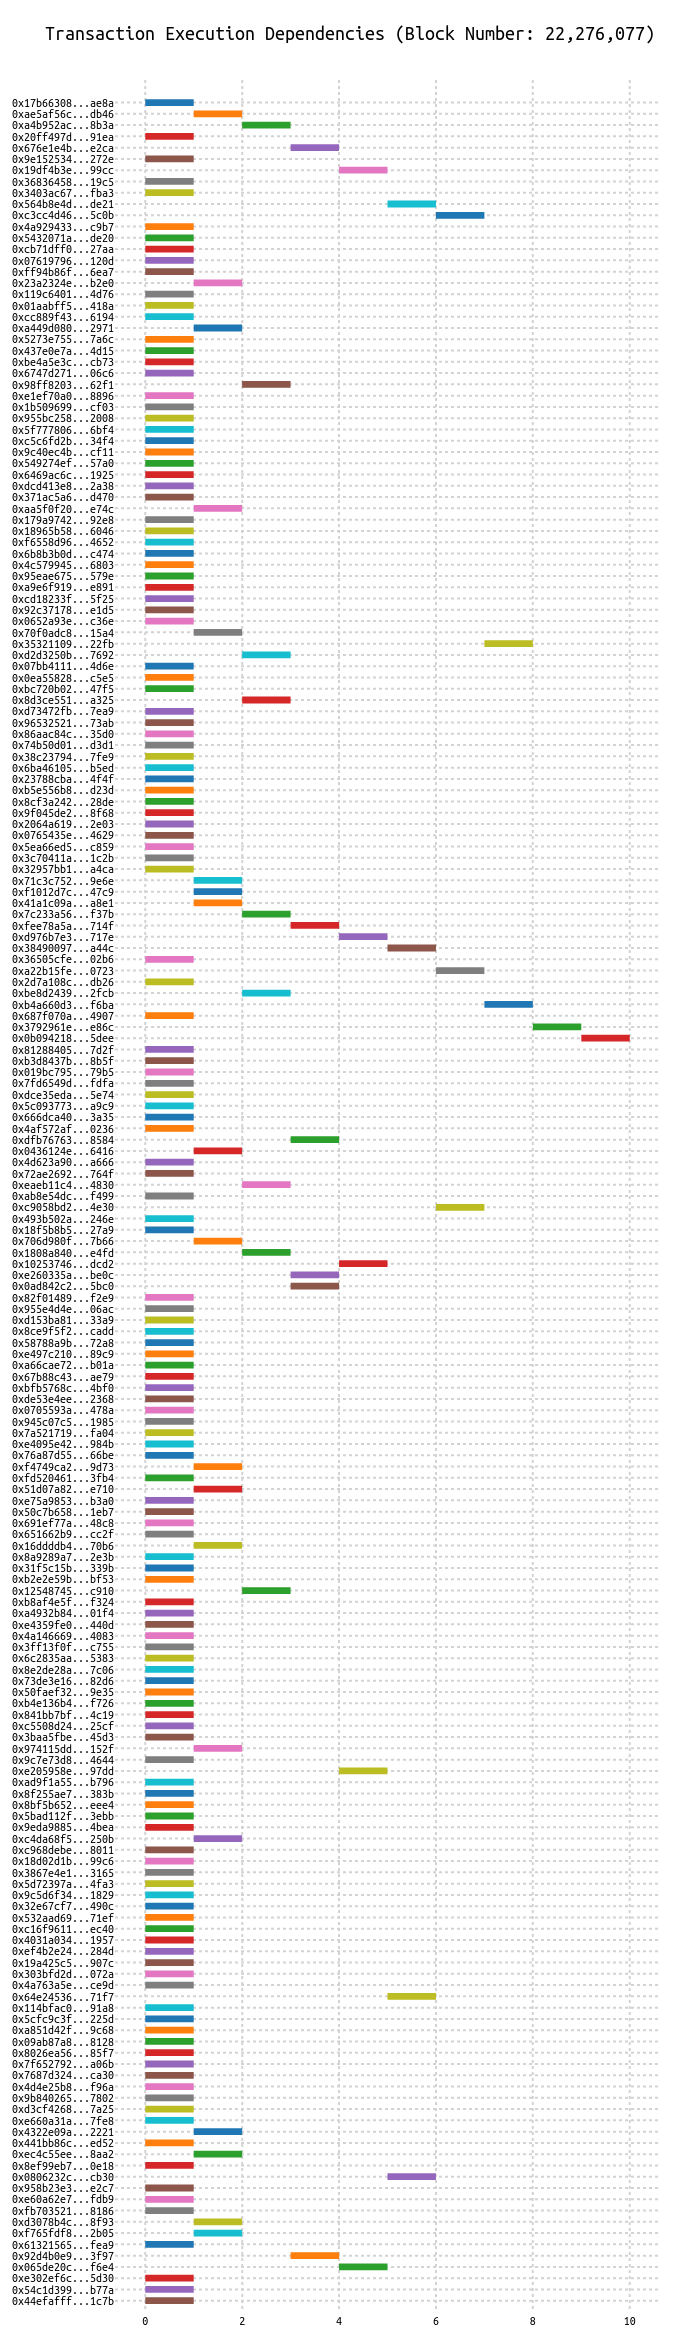 Transaction Execution Dependencies (Block Number: 22,276,077)
0x17b66308...ae8a
0xae5af56c...db46
0xa4b952ac...8b3a
0x20ff497d...91ea
0x676e1e4b...e2ca
0x9e152534...272e
0x19df4b3e...99cc
0x36836458...19c5
0x3403ac67...fba3
0x564b8e4d...de21
0xc3cc4d46...5c0b
0x4a929433...c9b7
0x5432071a...de20
0xcb71dff0...27aa
0x07619796...120d
0xff94b86f...6ea7
0x23a2324e...b2e0
0x119c6401...4d76
0x01aabff5...418a
0xcc889f43...6194
0xa449d080...2971
0x5273e755...7a6c
0x437e0e7a...4d15
0xbe4a5e3c...cb73
0x6747d271...06c6
0x98ff8203...62f1
0xe1ef70a0...8896
0x1b509699...cf03
0x955bc258...2008
0x5f777806...6bf4
0xc5c6fd2b...34f4
0x9c40ec4b...cf11
0x549274ef...57a0
0x6469ac6c...1925
0xdcd413e8...2a38
0x371ac5a6...d470
0xaa5f0f20...e74c
0x179a9742...92e8
0x18965b58...6046
0xf6558d96...4652
0x6b8b3b0d...c474
0x4c579945...6803
0x95eae675...579e
0xa9e6f919...e891
0xcd18233f...5f25
0x92c37178...e1d5
0x0652a93e...c36e
0x70f0adc8...15a4
0x35321109...22fb
0xd2d3250b...7692
0x07bb4111...4d6e
0x0ea55828...c5e5
0xbc720b02...47f5
0x8d3ce551...a325
0xd73472fb...7ea9
0x96532521...73ab
0x86aac84c...35d0
0x74b50d01...d3d1
0x38c23794...7fe9
0x6ba46105...b5ed
0x23788cba...4f4f
0xb5e556b8...d23d
0x8cf3a242...28de
0x9f045de2...8f68
0x2064a619...2e03
0x0765435e...4629
0x5ea66ed5...c859
0x3c70411a...1c2b
0x32957bb1...a4ca
0x71c3c752...9e6e
0xf1012d7c...47c9
0x41a1c09a...a8e1
0x7c233a56...f37b
0xfee78a5a...714f
0xd976b7e3...717e
0x38490097...a44c
0x36505cfe...02b6
0xa22b15fe...0723
0x2d7a108c...db26
0xbe8d2439...2fcb
0xb4a660d3...f6ba
0x687f070a...4907
0x3792961e...e86c
0x0b094218...5dee
0x81288405...7d2f
0xb3d8437b...8b5f
0x019bc795...79b5
0x7fd6549d...fdfa
0xdce35eda...5e74
0x5c093773...a9c9
0x666dca40...3a35
0x4af572af...0236
0xdfb76763...8584
0x0436124e...6416
0x4d623a90...a666
0x72ae2692...764f
0xeaeb11c4...4830
0xab8e54dc...f499
0xc9058bd2...4e30
0x493b502a...246e
0x18f5b8b5...27a9
0x706d980f...7b66
0x1808a840...e4fd
0x10253746...dcd2
0xe260335a...be0c
0x0ad842c2...5bc0
0x82f01489...f2e9
0x955e4d4e...06ac
0xd153ba81...33a9
0x8ce9f5f2...cadd
0x58788a9b...72a8
0xe497c210...89c9
0xa66cae72...b01a
0x67b88c43...ae79
0xbfb5768c...4bf0
0xde53e4ee...2368
0x0705593a...478a
0x945c07c5...1985
0x7a521719...fa04
0xe4095e42...984b
0x76a87d55...66be
0xf4749ca2...9d73
0xfd520461...3fb4
0x51d07a82...e710
0xe75a9853...b3a0
0x50c7b658...1eb7
0x691ef77a...48c8
0x651662b9...cc2f
0x16ddddb4...70b6
0x8a9289a7...2e3b
0x31f5c15b...339b
0xb2e2e59b...bf53
0x12548745...c910
0xb8af4e5f...f324
0xa4932b84...01f4
0xe4359fe0...440d
0x4a146669...4083
0x3ff13f0f...c755
0x6c2835aa...5383
0x8e2de28a...7c06
0x73de3e16...82d6
0x50faef32...9e35
0xb4e136b4...f726
0x841bb7bf...4c19
0xc5508d24...25cf
0x3baa5fbe...45d3
0x974115dd...152f
0x9c7e73d8...4644
0xe205958e...97dd
0xad9f1a55...b796
0x8f255ae7...383b
0x8bf5b652...eee4
0x5bad112f...3ebb
0x9eda9885...4bea
0xc4da68f5...250b
0xc968debe...8011
0x18d02d1b...99c6
0x3867e4e1...3165
0x5d72397a...4fa3
0x9c5d6f34...1829
0x32e67cf7...490c
0x532aad69...71ef
0xc16f9611...ec40
0x4031a034...1957
0xef4b2e24...284d
0x19a425c5...907c
0x303bfd2d...072a
0x4a763a5e...ce9d
0x64e24536...71f7
0x114bfac0...91a8
0x5cfc9c3f...225d
0xa851d42f...9c68
0x09ab87a8...8128
0x8026ea56...85f7
0x7f652792...a06b
0x7687d324...ca30
0x4d4e25b8...f96a
0x9b840265...7802
0xd3cf4268...7a25
0xe660a31a...7fe8
0x4322e09a...2221
0x441bb86c...ed52
0xec4c55ee...8aa2
0x8ef99eb7...0e18
0x0806232c...cb30
0x958b23e3...e2c7
0xe60a62e7...fdb9
0xfb703521...8186
0xd3078b4c...8f93
0xf765fdf8...2b05
0x61321565...fea9
0x92d4b0e9...3f97
0x065de20c...f6e4
0xe302ef6c...5d30
0x54c1d399...b77a
0x44efafff...1c7b
0 2 4 6 8 10